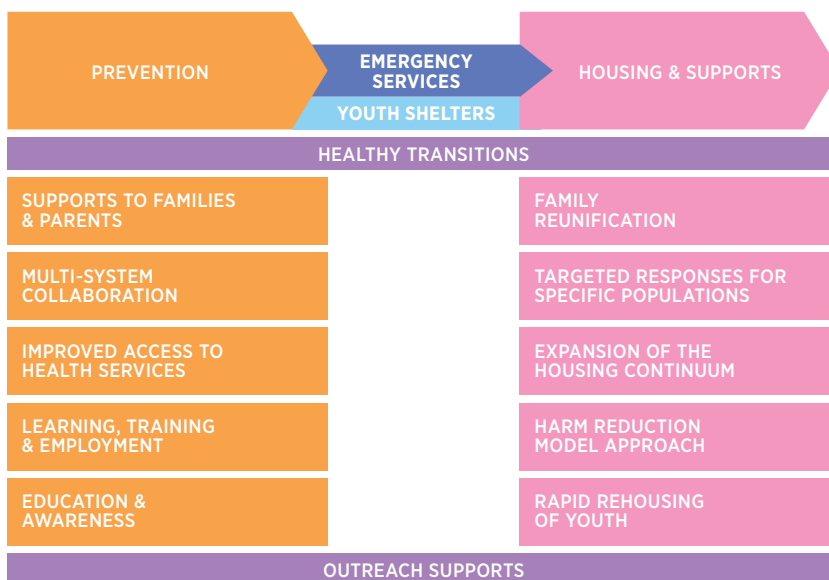 PREVENTION
EMERGENCY
SERVICES
YOUTH SHELTERS
HOUSING & SUPPORTS
HEALTHY TRANSITIONS
SUPPORTS TO FAMILIES
& PARENTS
MULTI-SYSTEM
COLLABORATION
IMPROVED ACCESS TO
HEALTH SERVICES
LEARNING, TRAINING
& EMPLOYMENT
EDUCATION &
AWARENESS
FAMILY
REUNIFICATION
TARGETED RESPONSES FOR
SPECIFIC POPULATIONS
EXPANSION OF THE
HOUSING CONTINUUM
HARM REDUCTION
MODEL APPROACH
RAPID REHOUSING
OF YOUTH
OUTREACH SUPPORTS